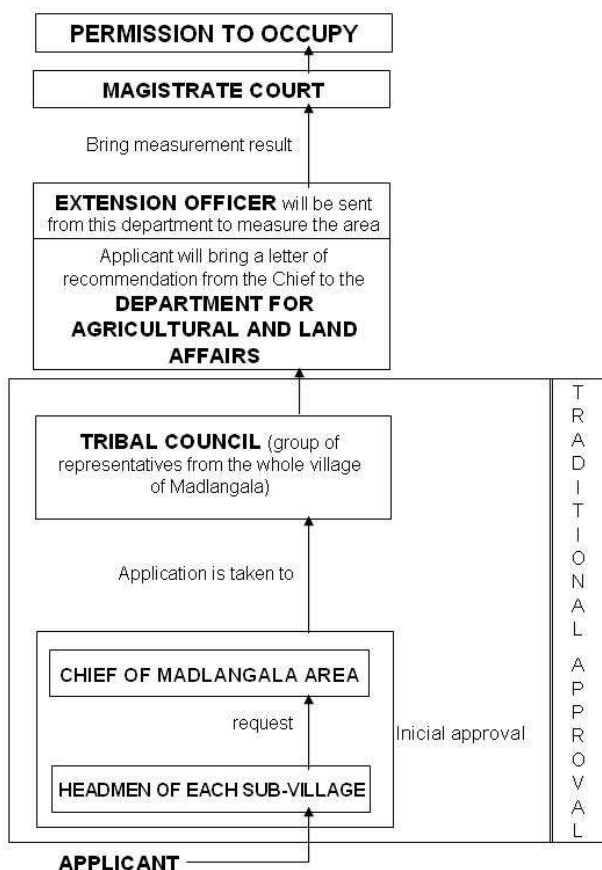 PERMISSION TO OCCUPY
MAGISTRATE COURT
Bring measurement result
EXTENSION OFFICER will be sent
from this department to measure the area
Applicant will bring a letter of
recommendation from the Chief to the
DEPARTMENT FOR
AGRICULTURAL AND LAND
AFFAIRS
TRIBAL COUNCIL (group of
representatives from the whole village
of Madlangala)
Application is taken to
CHIEF OF MADLANGALA AREA
request
Inicial approval
HEADMEN OF EACH SUB-VILLAGE
APPLICANT
TRADITIONAL APPROVAL